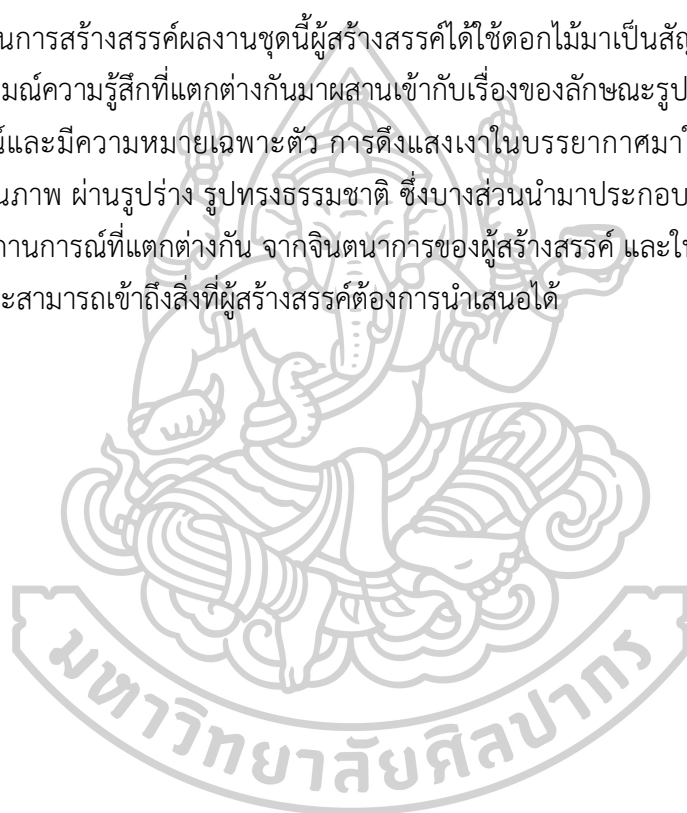 นการสร้างสรรค์ผลงานชุดนี้ผู้สร้างสรรค์ได้ใช้ดอกไม้มาเป็นสัญ
มณ์ความรู้สึกที่แตกต่างกันมาผสานเข้ากับเรื่องของลักษณะรูป
และมีความหมายเฉพาะตัว การดึงแสงเงาในบรรยากาศมาใ
นภาพ ผ่านรูปร่าง รูปทรงธรรมชาติ ซึ่งบางส่วนนำมาประกอบ
านการณ์ที่แตกต่างกัน จากจินตนาการของผู้สร้างสรรค์ และให้
ะสามารถเข้าถึงสิ่งที่ผู้สร้างสรรค์ต้องการนำเสนอได้
มหาวิทยาลัยศิลปากร